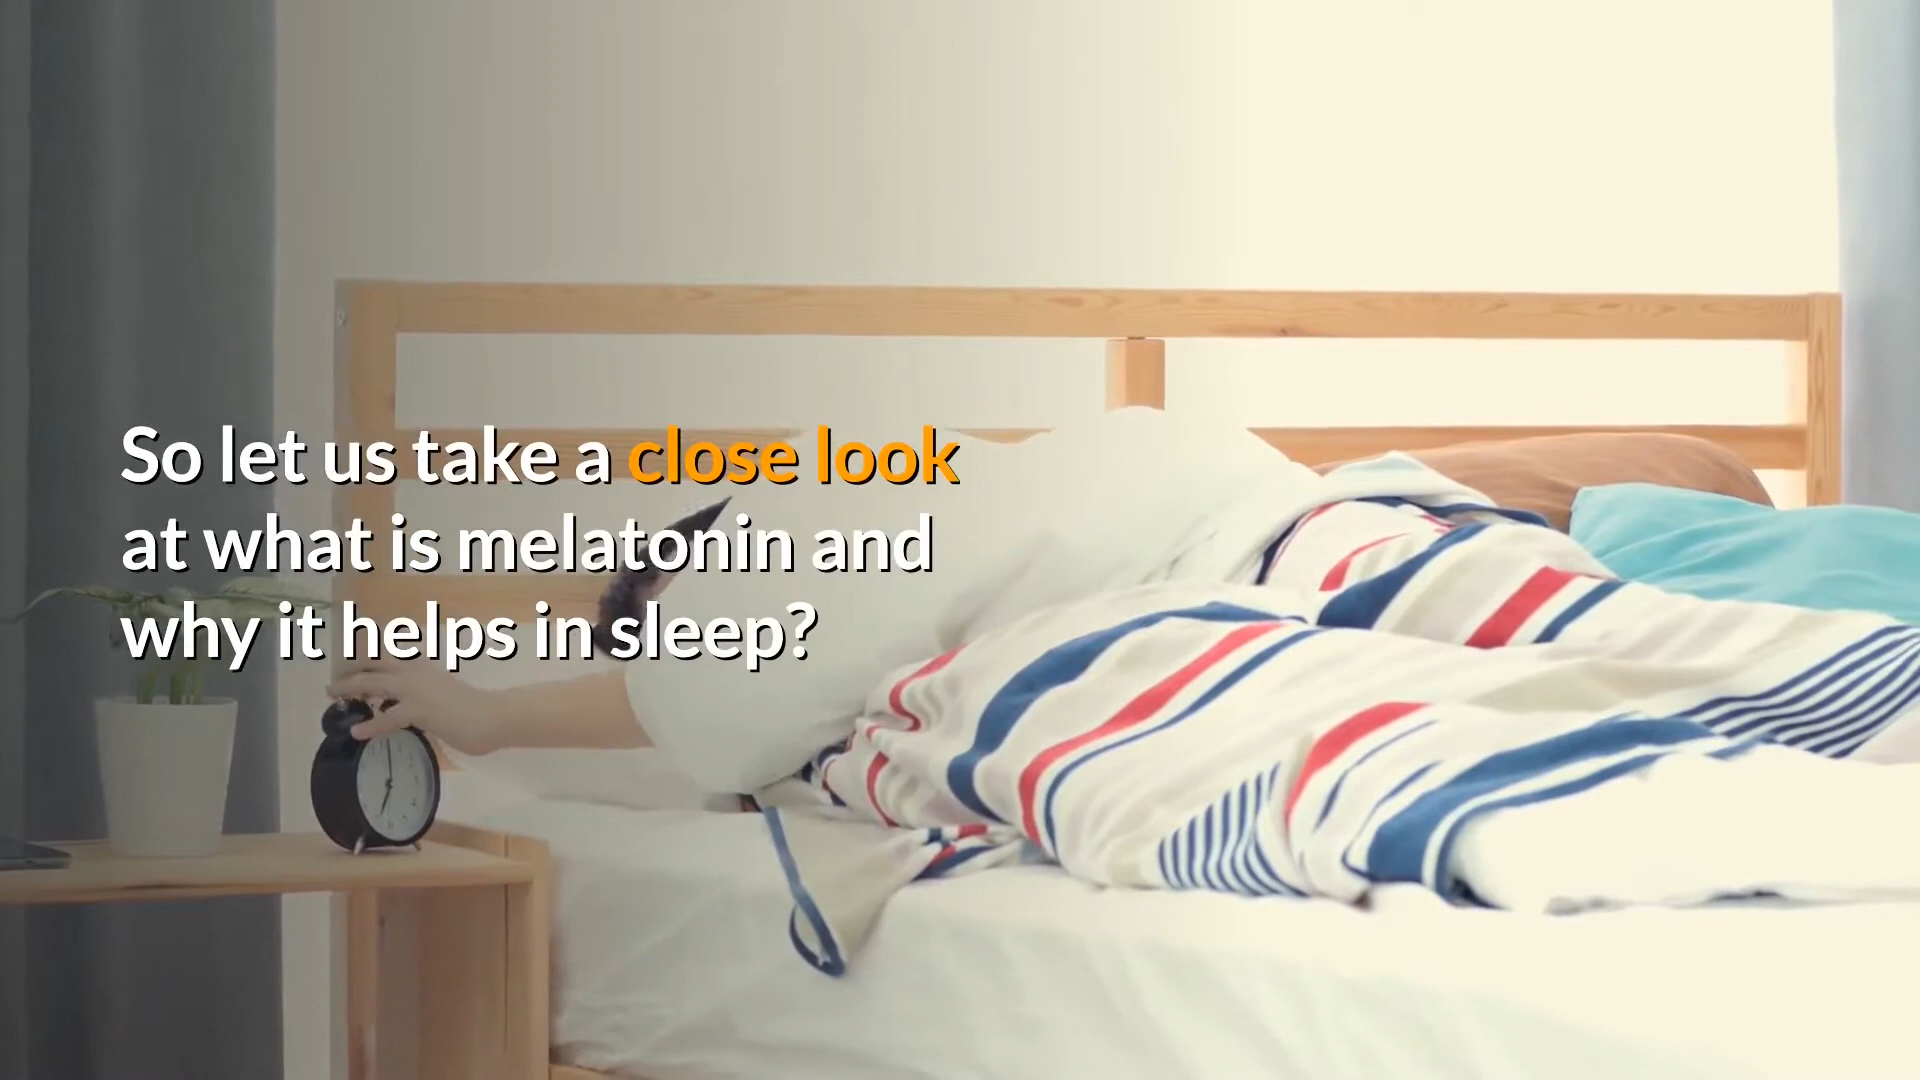 So let us take a close look
at what is melatonin and
why it helps in sleep?